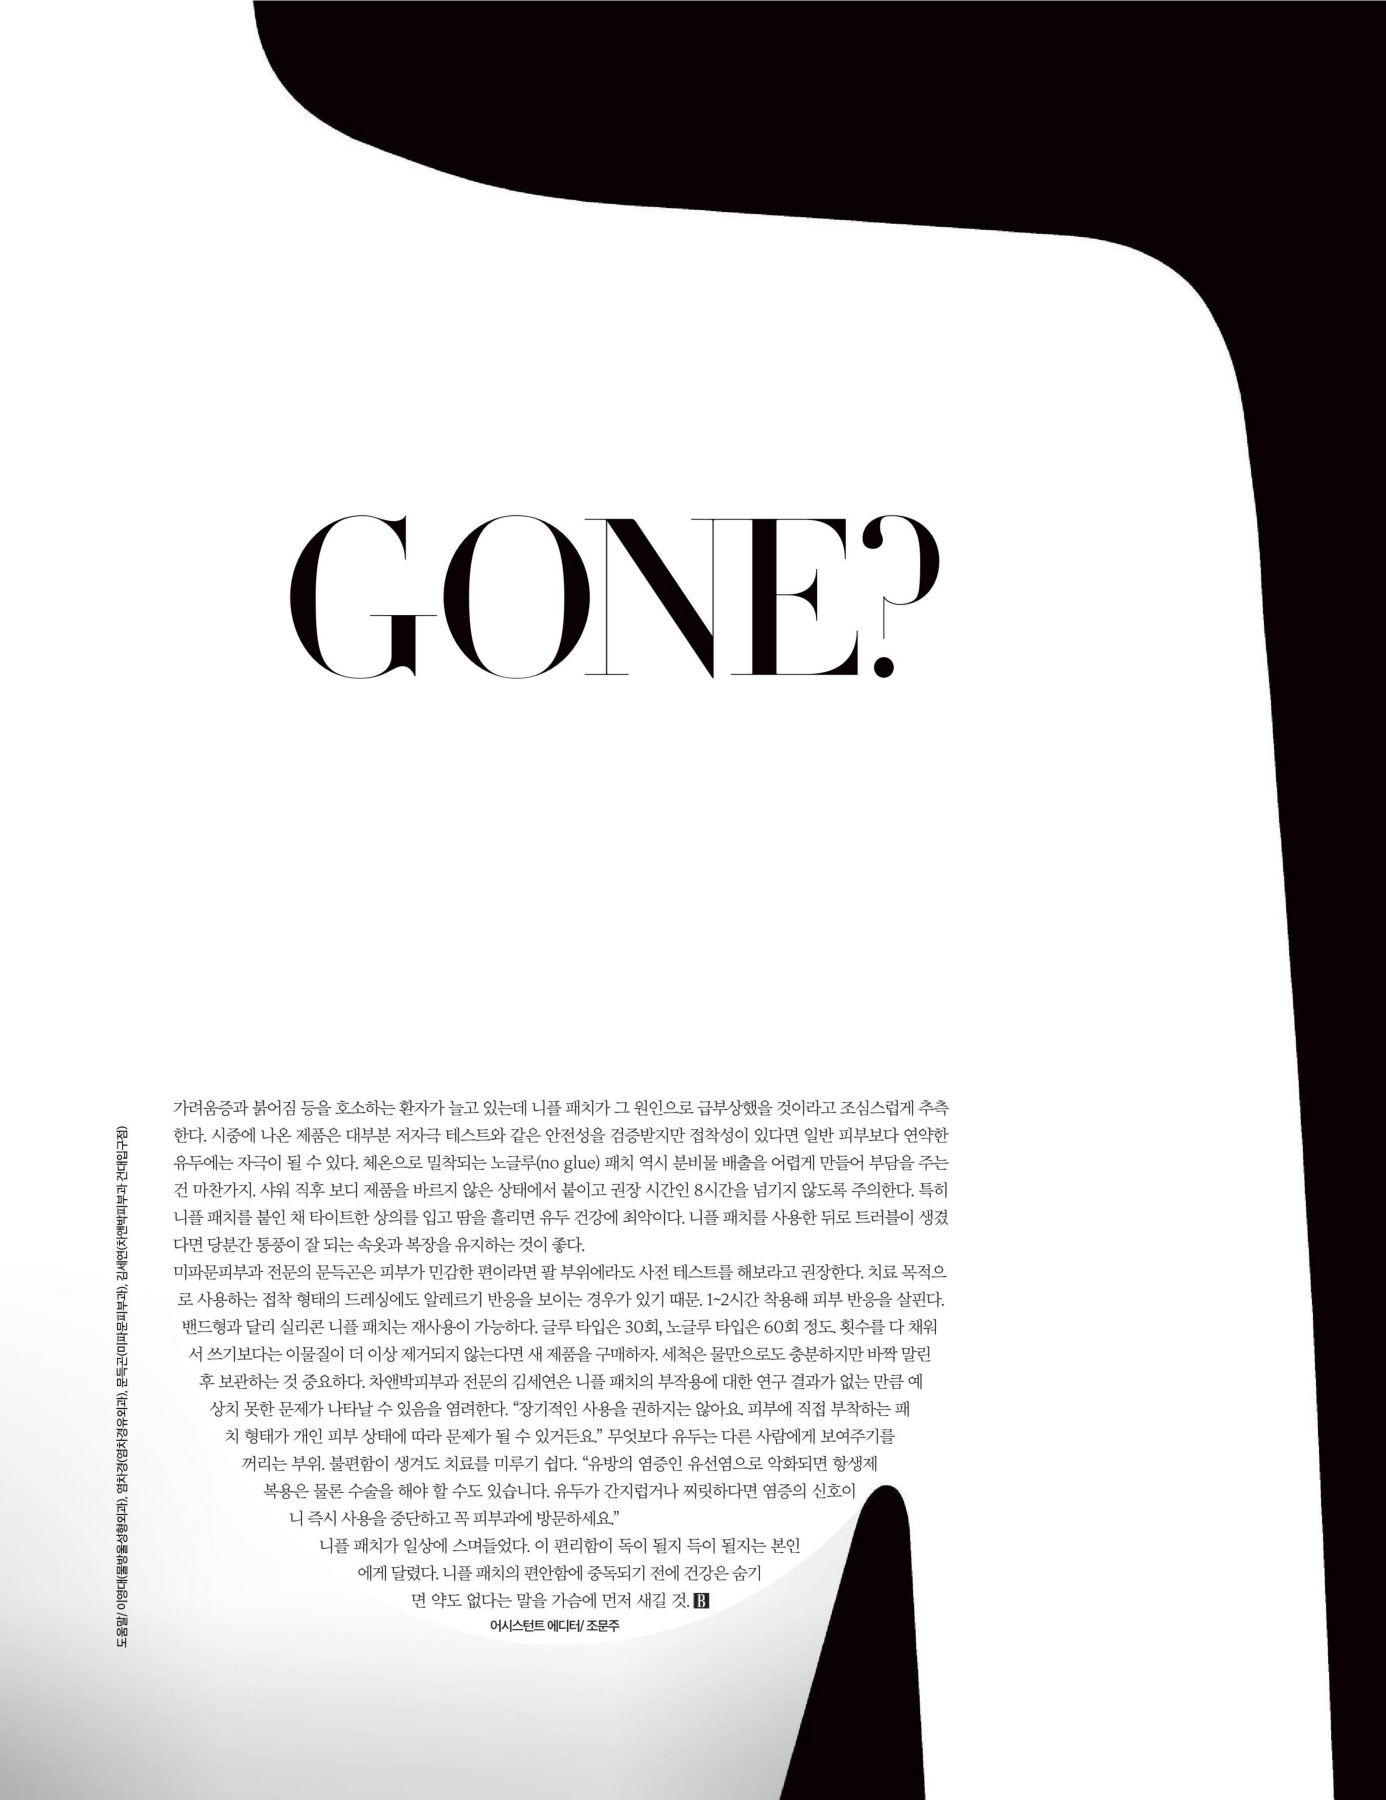 GONE?
가려움증과 붉어짐 등을 호소하는 환자가 늘고 있는데 니플 패치가 그 원인으로 급부상했을 것이라고 조심스럽게 추측
한다. 시중에 나온 제품은 대부분 저자극 테스트와 같은 안전성을 검증받지만 접착성이 있다면 일반 피부보다 연약한
유두에는 자극이 될 수 있다. 체온으로 밀착되는 노글루(no glue) 패치 역시 분비물 배출을 어렵게 만들어 부담을 주는
건 마찬가지. 샤워 직후 보디 제품을 바르지 않은 상태에서 붙이고 권장 시간인 8시간을 넘기지 않도록 주의한다. 특히
니플 패치를 붙인 채 타이트한 상의를 입고 땀을 흘리면 유두 건강에 최악이다. 니플 패치를 사용한 뒤로 트러블이 생겼
다면 당분간 통풍이 잘 되는 속옷과 복장을 유지하는 것이 좋다.
미파문피부과 전문의 문득곤은 피부가 민감한 편이라면 팔 부위에라도 사전 테스트를 해보라고 권장한다. 치료 목적으
로 사용하는 접착 형태의 드레싱에도 알레르기 반응을 보이는 경우가 있기 때문. 1~2시간 착용해 피부 반응을 살핀다.
밴드형과 달리 실리콘 니플 패치는 재사용이 가능하다. 글루 타입은 30회, 노글루 타입은 60회 정도. 횟수를 다 채워
서 쓰기보다는 이물질이 더 이상 제거되지 않는다면 새 제품을 구매하자. 세척은 물만으로도 충분하지만 바짝 말린
후 보관하는 것 중요하다. 차앤박피부과 전문의 김세연은 니플 패치의 부작용에 대한 연구 결과가 없는 만큼 예
상치 못한 문제가 나타날 수 있음을 염려한다. “장기적인 사용을 권하지는 않아요. 피부에 직접 부착하는 패
치 형태가 개인 피부 상태에 따라 문제가 될 수 있거든요.” 무엇보다 유두는 다른 사람에게 보여주기를
꺼리는 부위. 불편함이 생겨도 치료를 미루기 쉽다. “유방의 염증인 유선염으로 악화되면 항생제
복용은 물론 수술을 해야 할 수도 있습니다. 유두가 간지럽거나 찌릿하다면 염증의 신호이
니 즉시 사용을 중단하고 꼭 피부과에 방문하세요.”
니플 패치가 일상에 스며들었다. 이 편리함이 독이 될지 득이 될지는 본인
에게 달렸다. 니플 패치의 편안함에 중독되기 전에 건강은 숨기
면 약도 없다는 말을 가슴에 먼저 새길 것. B
어시스턴트 에디터/ 조문주
도움말/ 이영대(물방울성형외과), 엄차경(엄차경유외과), 문득곤(미파문피부과), 김세연(차앤박피부과 건대입구점)